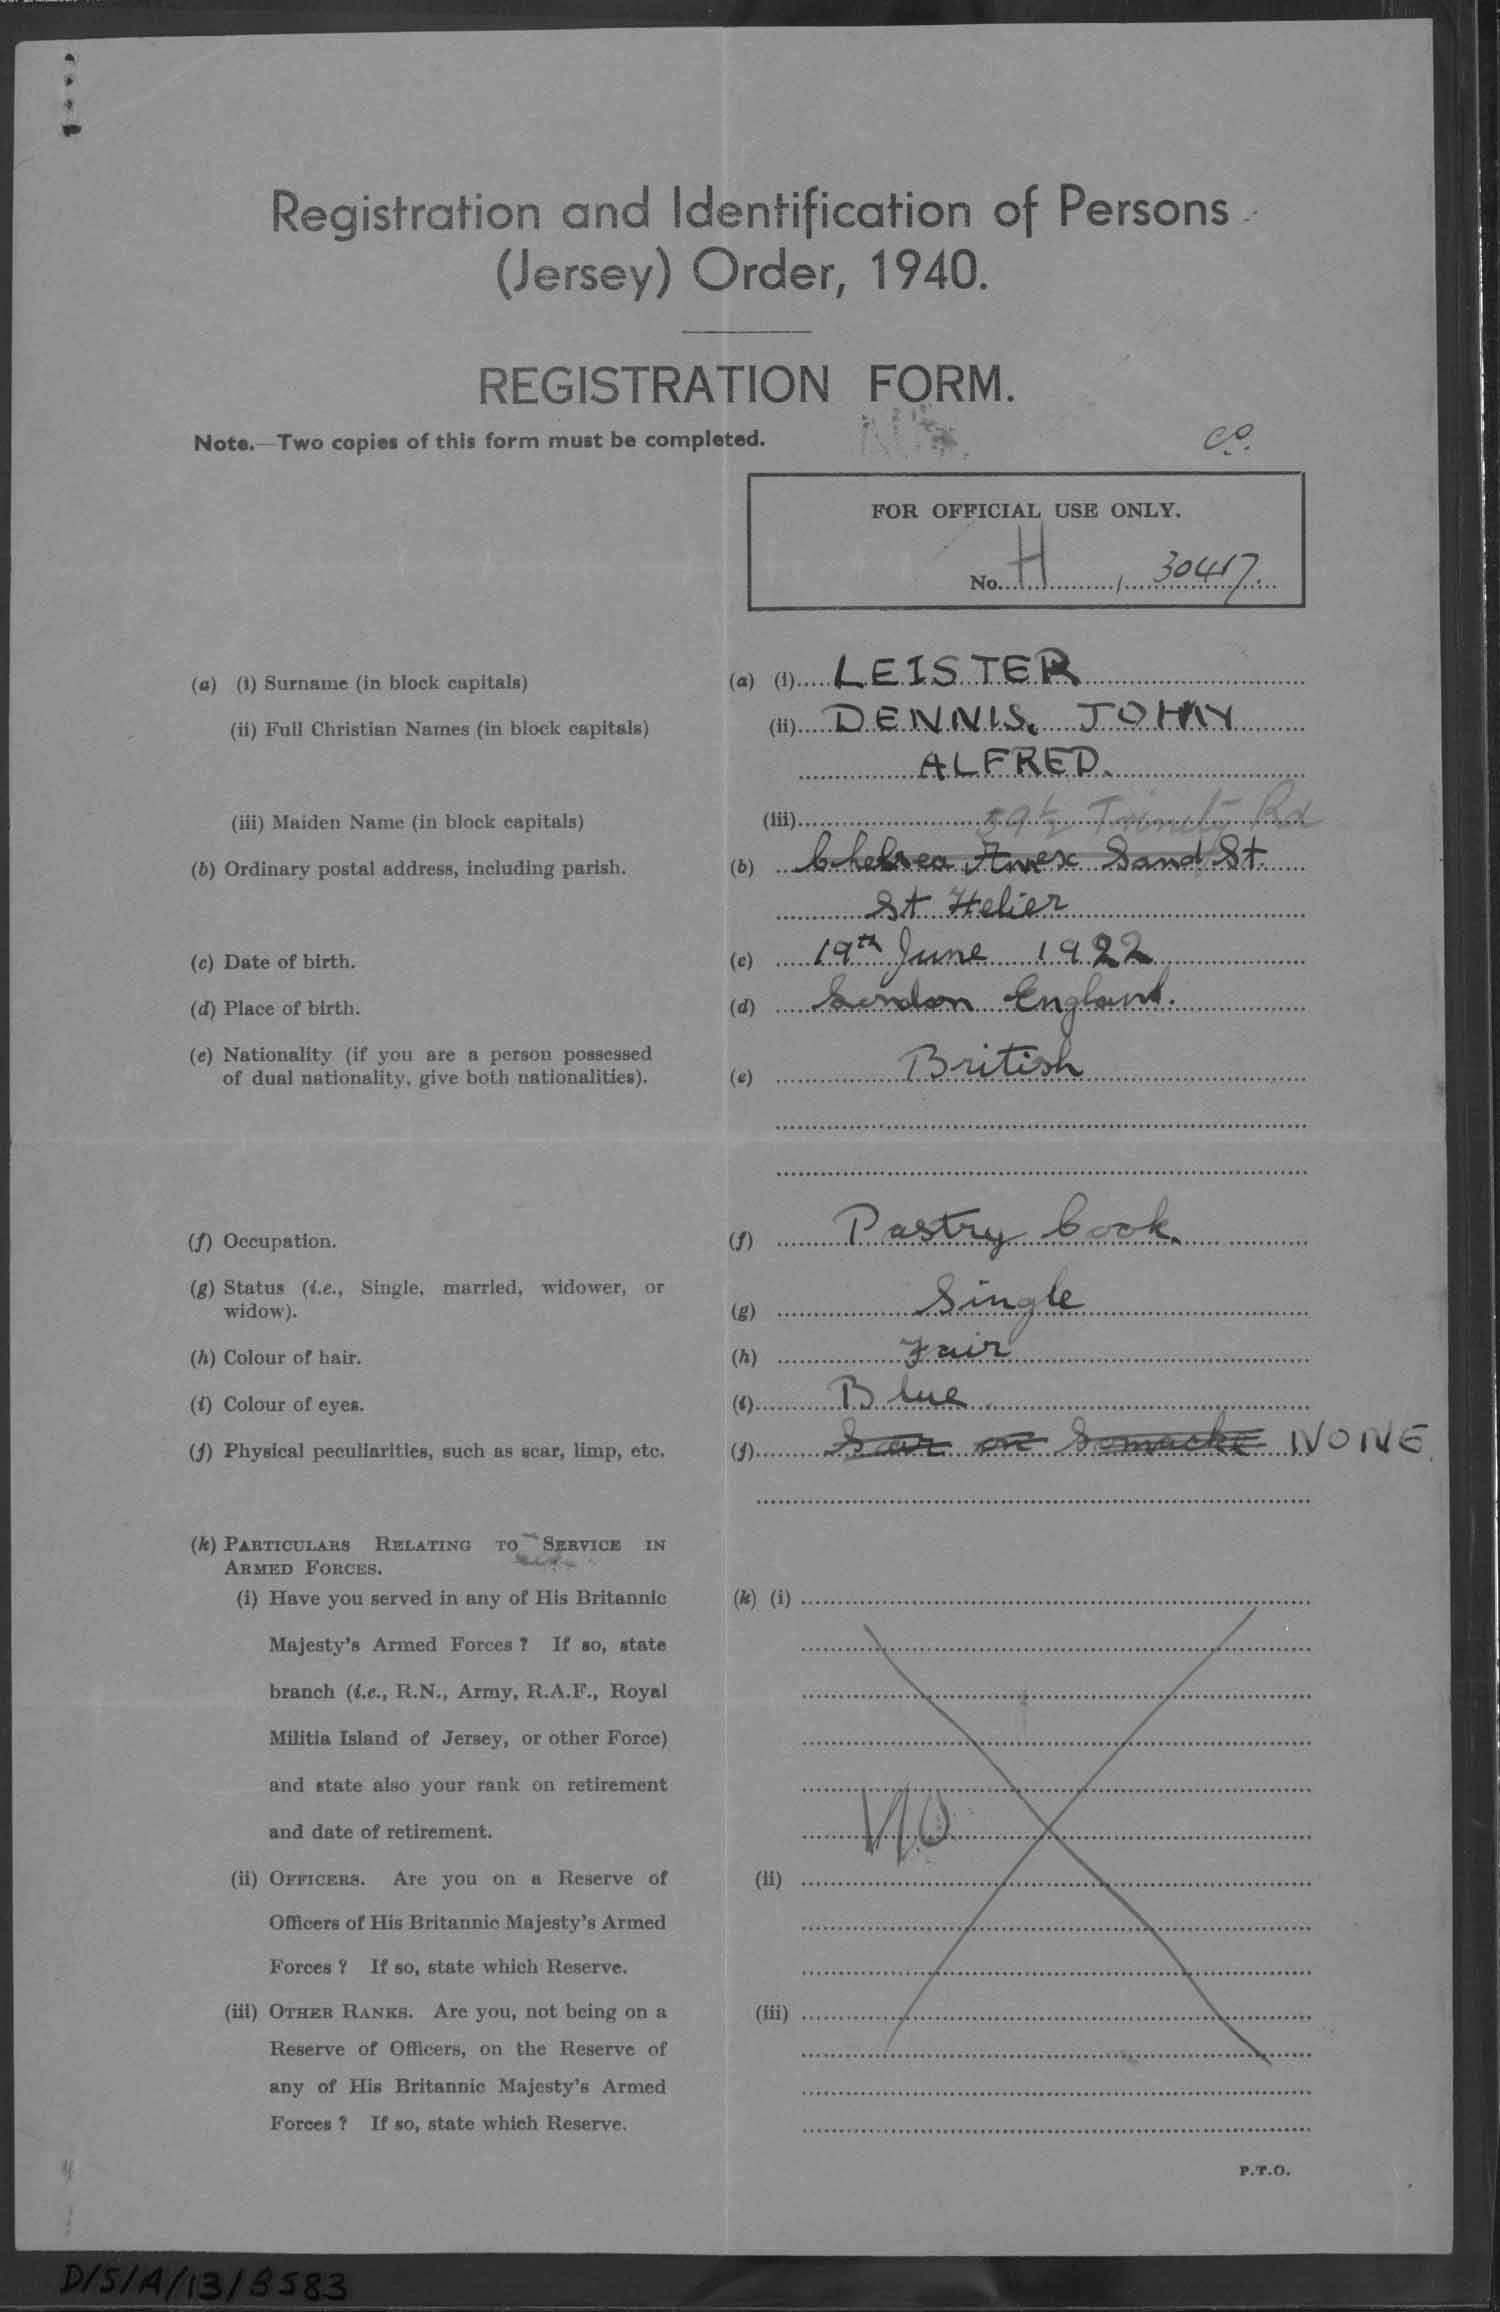 Registration and Identification of Persons
(Jersey) Order, 1940.
REGISTRATION FORM.
Note.—Two copies of this form must be completed.
C.O.
FOR OFFICIAL USE ONLY.
No. H / 30417.
(a) (i) Surname (in block capitals) (a) (i) LEISTER
(ii) Full Christian Names (in block capitals) (ii) DENNIS. JOHN
ALFRED.
(iii) Maiden Name (in block capitals) (iii)
59½ Trinity Rd
(b) Ordinary postal address, including parish. (b) Chelsea Anex Sand St.
St Helier
(c) Date of birth. (c) 19th June 1922
(d) Place of birth. (d) London England.
(e) Nationality (if you are a person possessed
of dual nationality, give both nationalities). (e) British
(f) Occupation. (f) Pastry Cook.
(g) Status (i.e., Single, married, widower, or
widow). (g) Single
(h) Colour of hair. (h) Fair
(i) Colour of eyes. (i) Blue
(j) Physical peculiarities, such as scar, limp, etc. (j) Scar on Somacke NONE.
(k) PARTICULARS RELATING TO SERVICE IN
ARMED FORCES.
(i) Have you served in any of His Britannic (k) (i)
Majesty's Armed Forces ? If so, state
branch (i.e., R.N., Army, R.A.F., Royal
Militia Island of Jersey, or other Force)
and state also your rank on retirement
and date of retirement. NO
(ii) OFFICERS. Are you on a Reserve of (ii)
Officers of His Britannic Majesty's Armed
Forces ? If so, state which Reserve.
(iii) OTHER RANKS. Are you, not being on a (iii)
Reserve of Officers, on the Reserve of
any of His Britannic Majesty's Armed
Forces ? If so, state which Reserve.
P.T.O.
D/S/A/13/B583